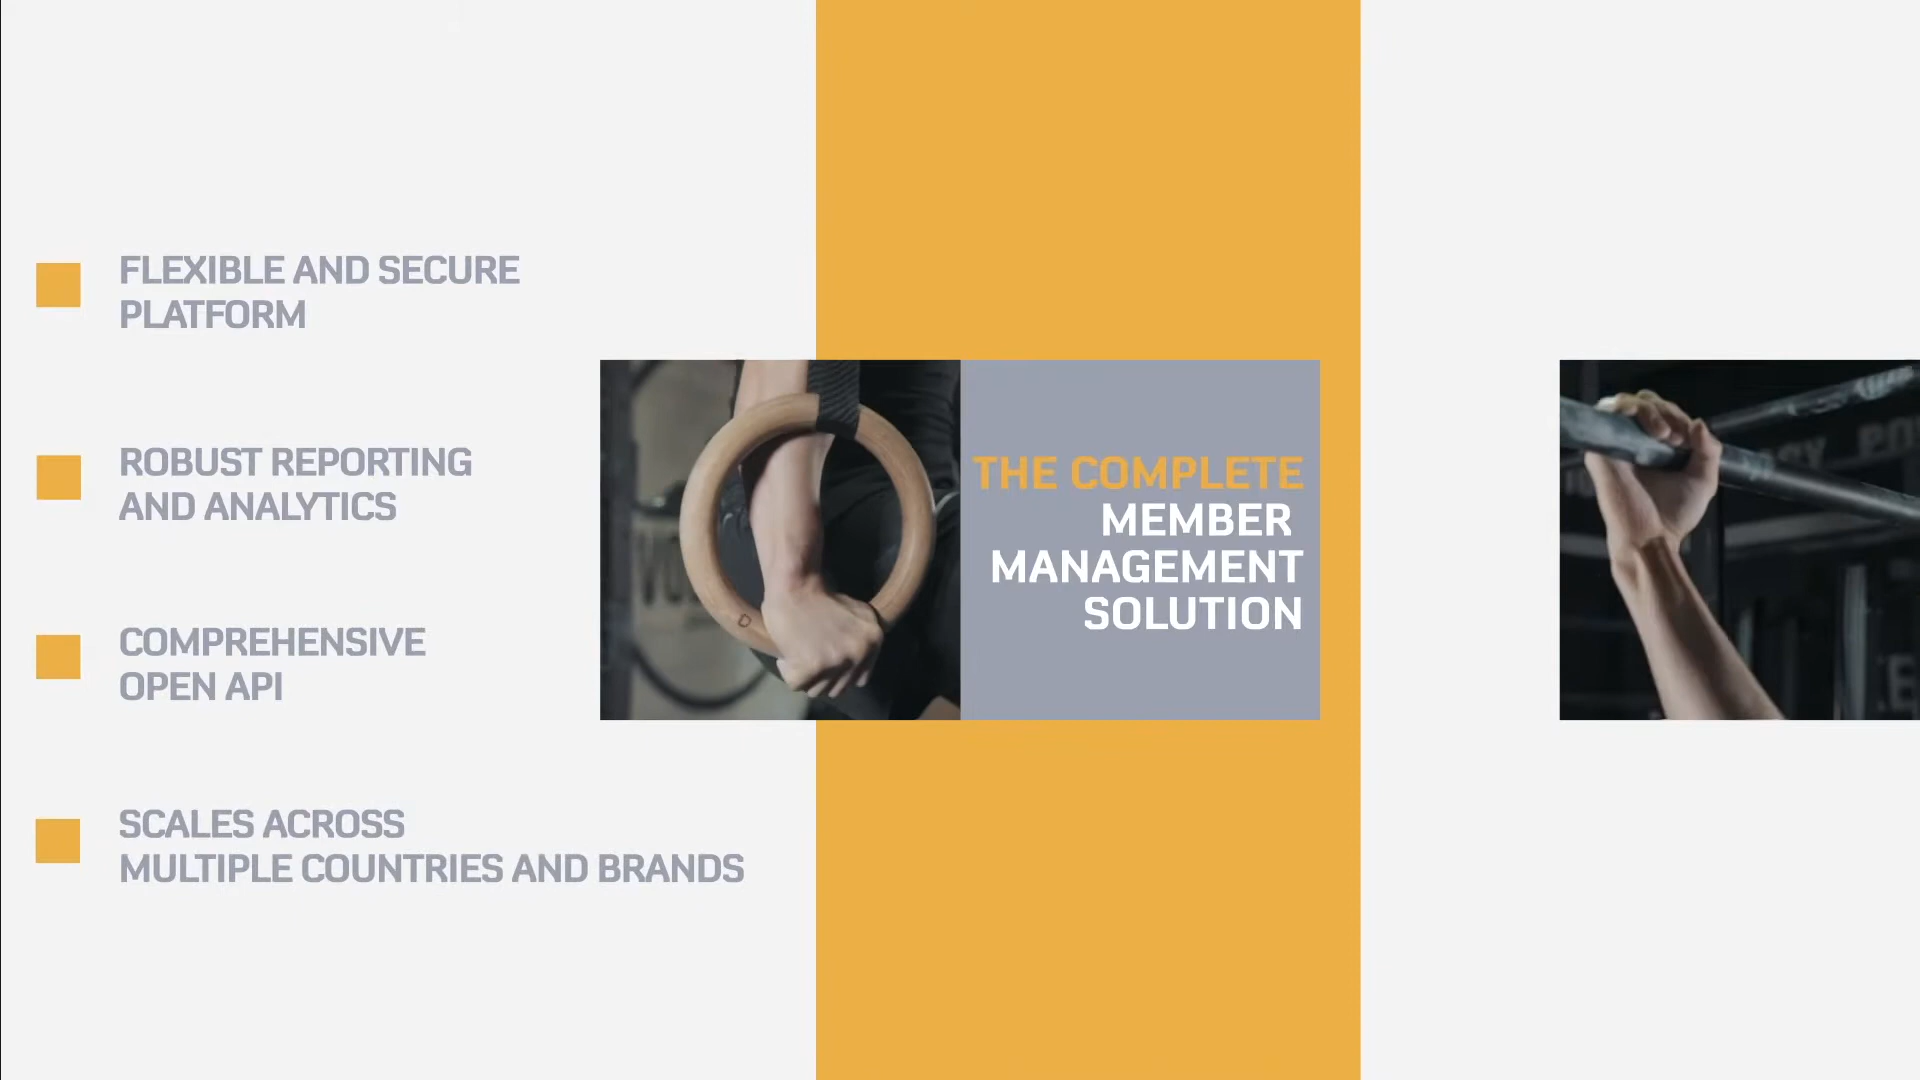 FLEXIBLE AND SECURE
PLATFORM
ROBUST REPORTING
AND ANALYTICS
COMPREHENSIVE
OPEN API
SCALES ACROSS
MULTIPLE COUNTRIES AND BRANDS
THE COMPLETE
MEMBER
MANAGEMENT
SOLUTION